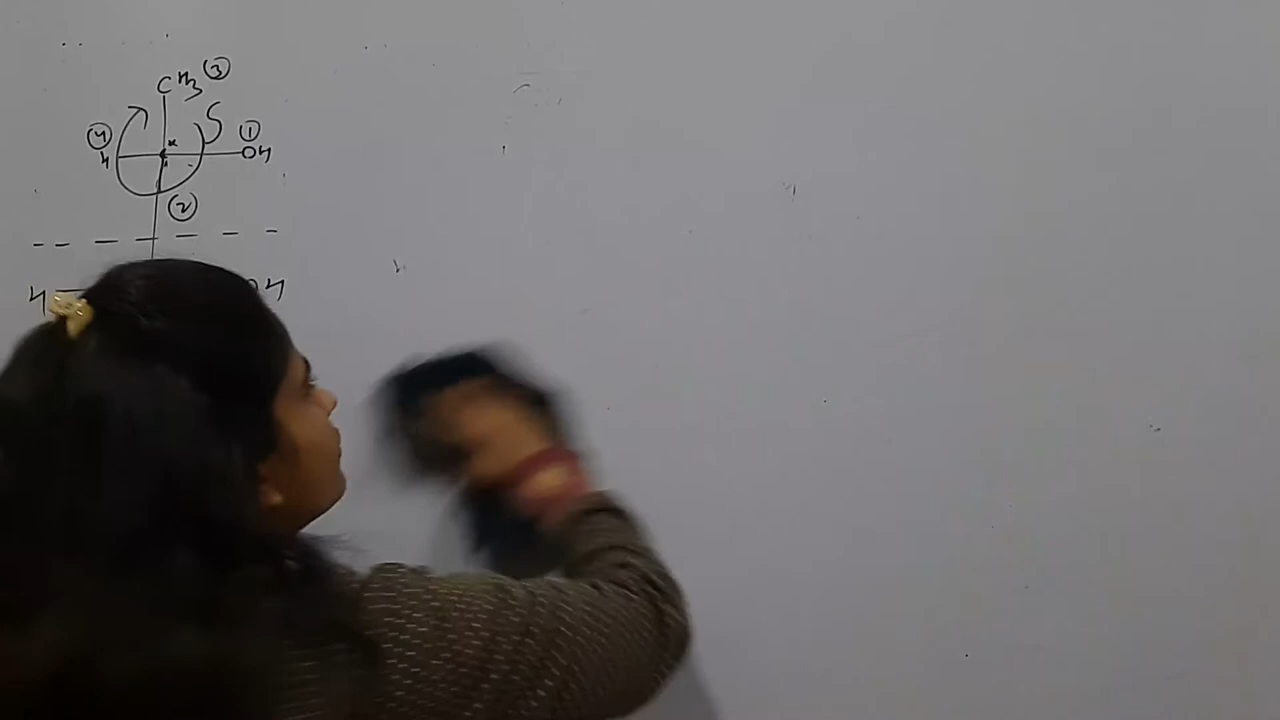 CH3 ③
④ ①
H * OH
S
②
H OH